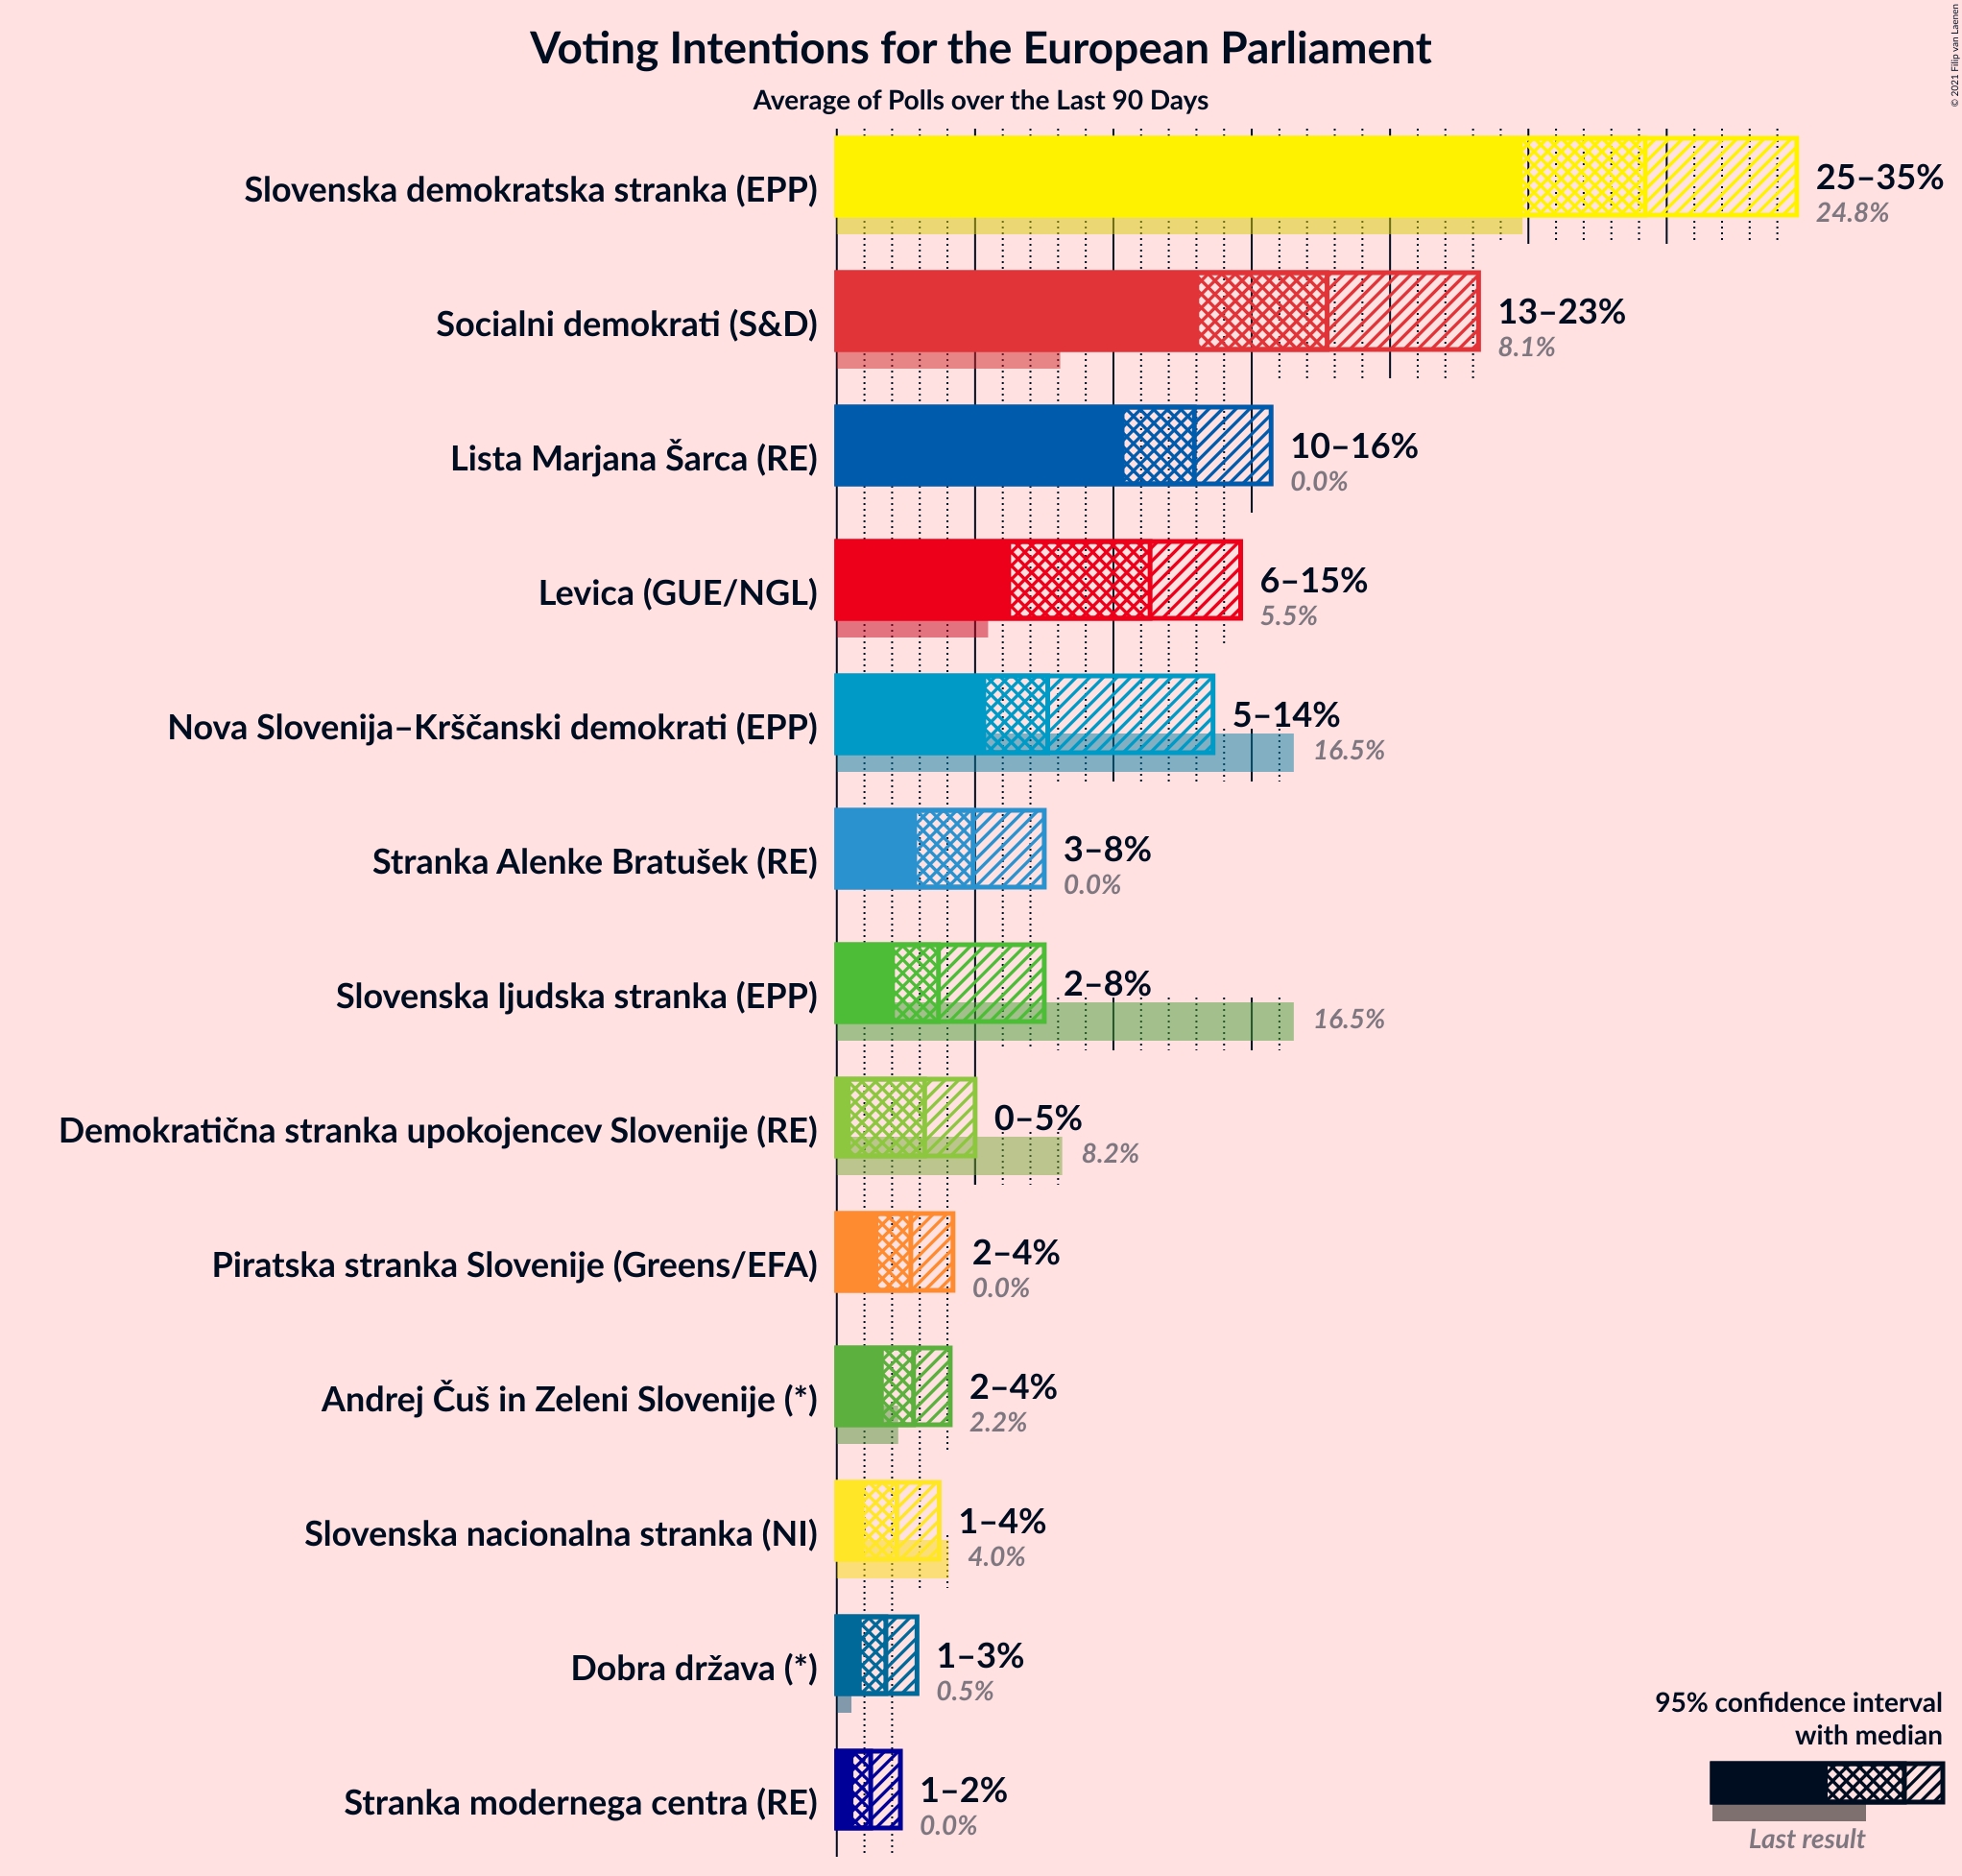 © 2021 Filip van Laenen
Voting Intentions for the European Parliament
Average of Polls over the Last 90 Days
Slovenska demokratska stranka (EPP)
25–35%
24.8%
Socialni demokrati (S&D)
13–23%
8.1%
Lista Marjana Šarca (RE)
10–16%
0.0%
Levica (GUE/NGL)
6–15%
5.5%
Nova Slovenija–Krščanski demokrati (EPP)
5–14%
16.5%
Stranka Alenke Bratušek (RE)
3–8%
0.0%
Slovenska ljudska stranka (EPP)
2–8%
16.5%
Demokratična stranka upokojencev Slovenije (RE)
0–5%
8.2%
Piratska stranka Slovenije (Greens/EFA)
2–4%
0.0%
Andrej Čuš in Zeleni Slovenije (*)
2–4%
2.2%
Slovenska nacionalna stranka (NI)
1–4%
4.0%
Dobra država (*)
1–3%
0.5%
Stranka modernega centra (RE)
1–2%
0.0%
95% confidence interval
with median
Last result